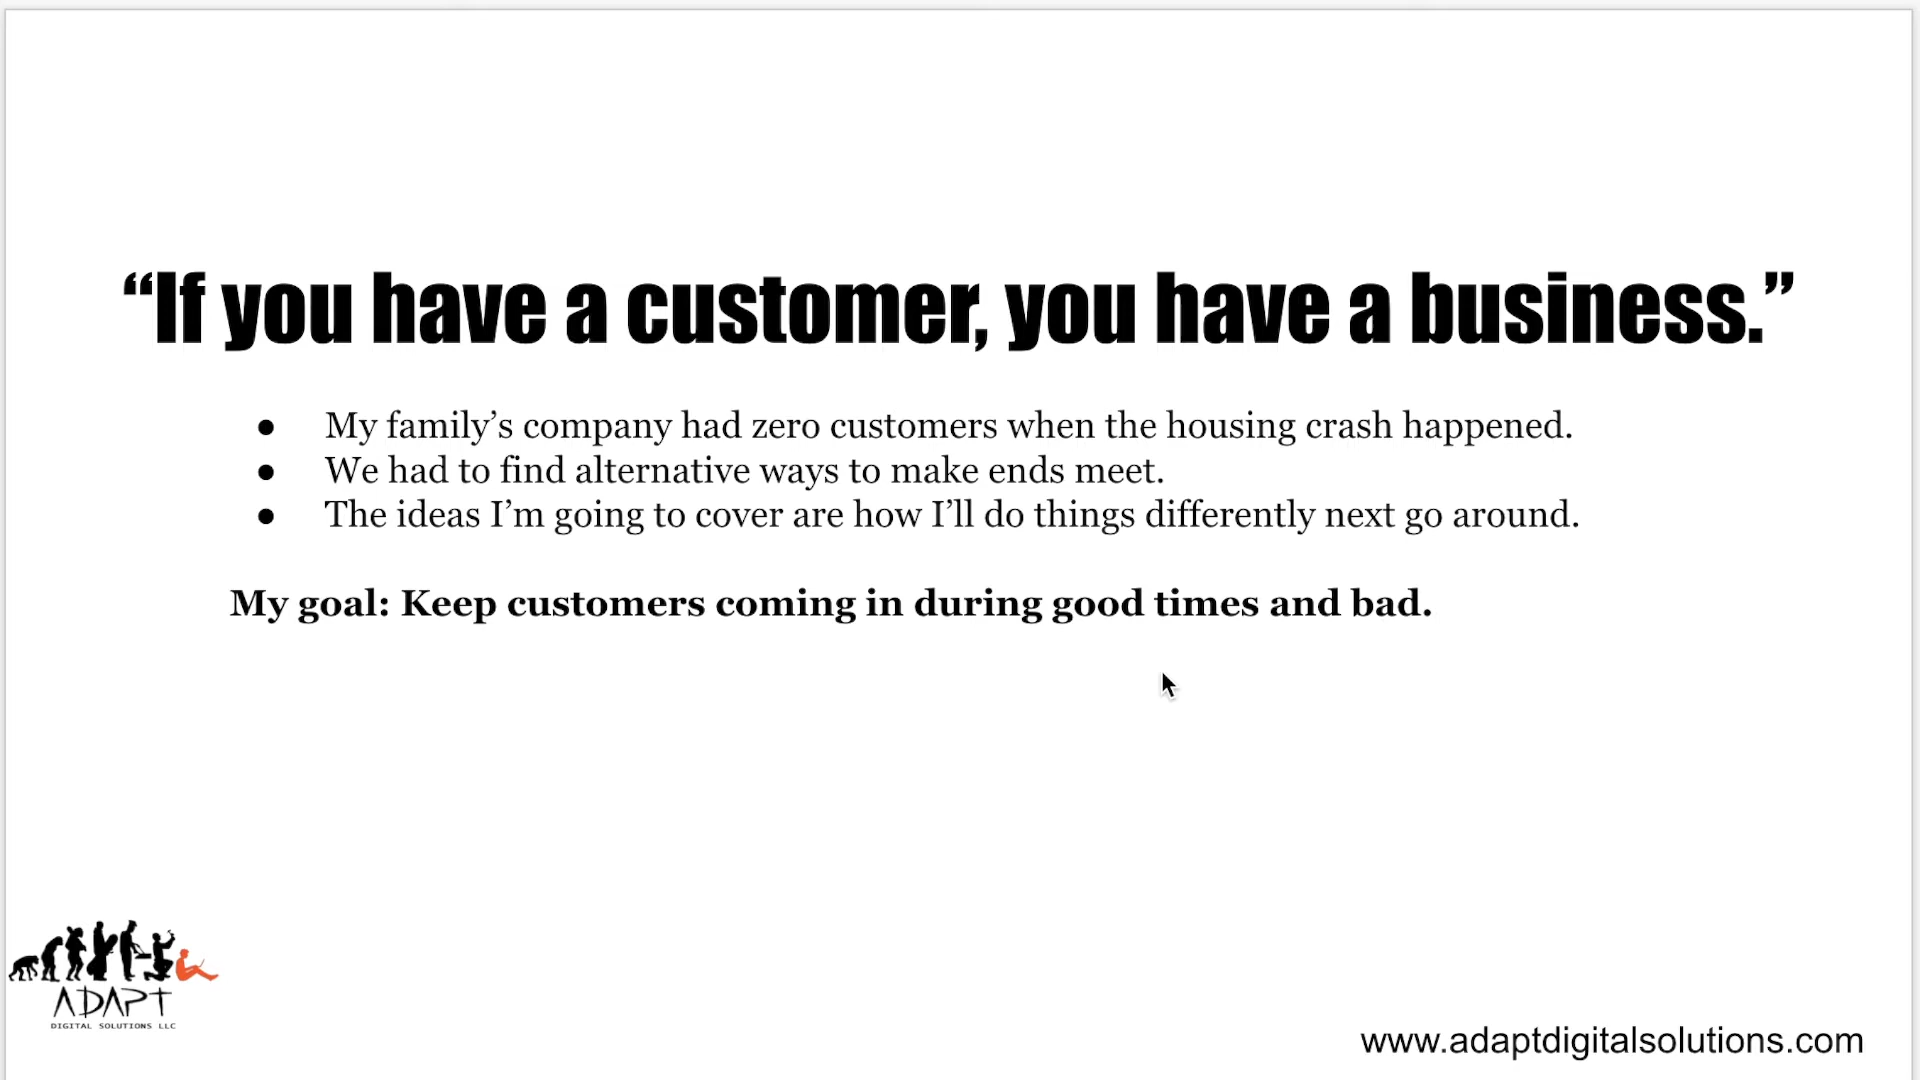 “If you have a customer, you have a business.”
● My family’s company had zero customers when the housing crash happened.
● We had to find alternative ways to make ends meet.
● The ideas I’m going to cover are how I’ll do things differently next go around.
My goal: Keep customers coming in during good times and bad.
ADAPT
DIGITAL SOLUTIONS LLC
www.adaptdigitalsolutions.com